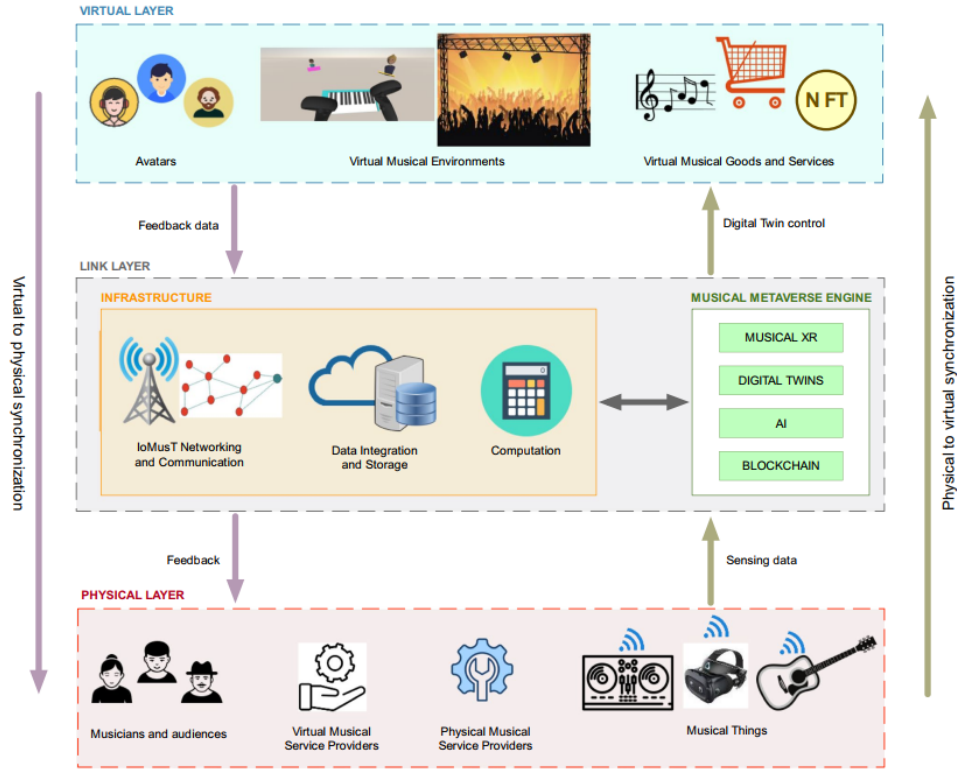 VIRTUAL LAYER
N FT
Avatars
Virtual Musical Environments
Virtual Musical Goods and Services
Feedback data
Digital Twin control
Virtual to physical synchronization
Physical to virtual synchronization
LINK LAYER
INFRASTRUCTURE
MUSICAL METAVERSE ENGINE
MUSICAL XR
DIGITAL TWINS
AI
BLOCKCHAIN
IoMusT Networking
and Communication
Data Integration
and Storage
Computation
Feedback
Sensing data
PHYSICAL LAYER
Musicians and audiences
Virtual Musical
Service Providers
Physical Musical
Service Providers
Musical Things